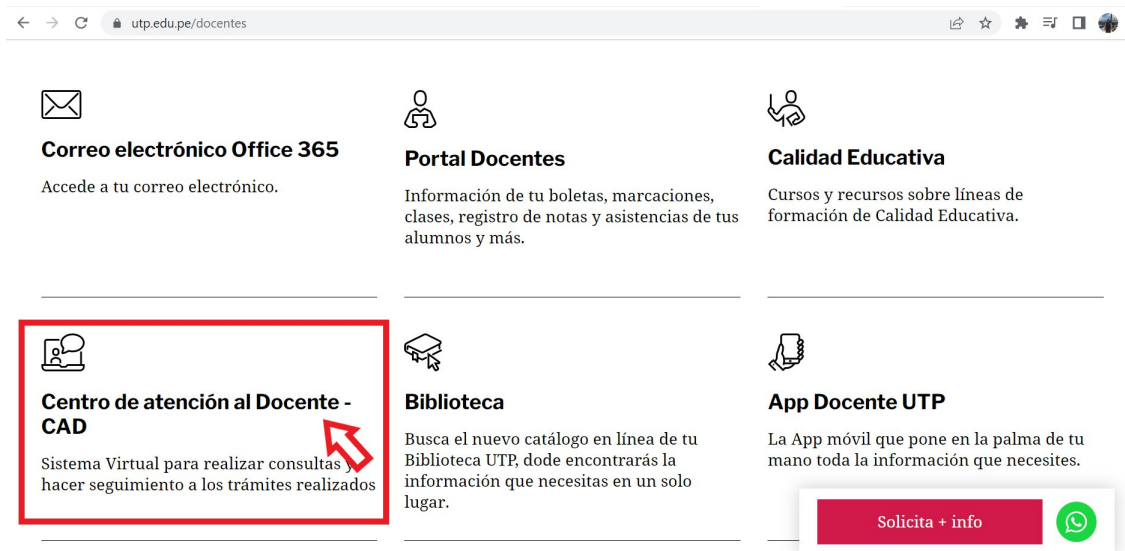 utp.edu.pe/docentes
Correo electrónico Office 365
Accede a tu correo electrónico.
Portal Docentes
Información de tu boletas, marcaciones,
clases, registro de notas y asistencias de tus
alumnos y más.
Calidad Educativa
Cursos y recursos sobre líneas de
formación de Calidad Educativa.
Centro de atención al Docente -
CAD
Sistema Virtual para realizar consultas y
hacer seguimiento a los trámites realizados
Biblioteca
Busca el nuevo catálogo en línea de tu
Biblioteca UTP, dode encontrarás la
información que necesitas en un solo
lugar.
App Docente UTP
La App móvil que pone en la palma de tu
mano toda la información que necesites.
Solicita + info